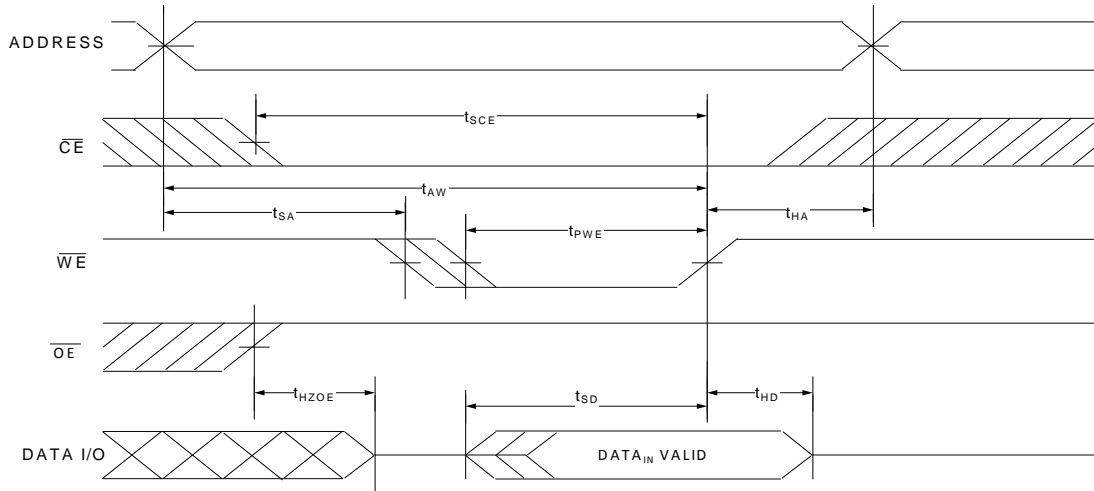 ADDRESS
tSCE
CE
tAW
tSA
tHA
tPWE
WE
OE
tHZOE
tSD
tHD
DATA I/O
DATAIN VALID